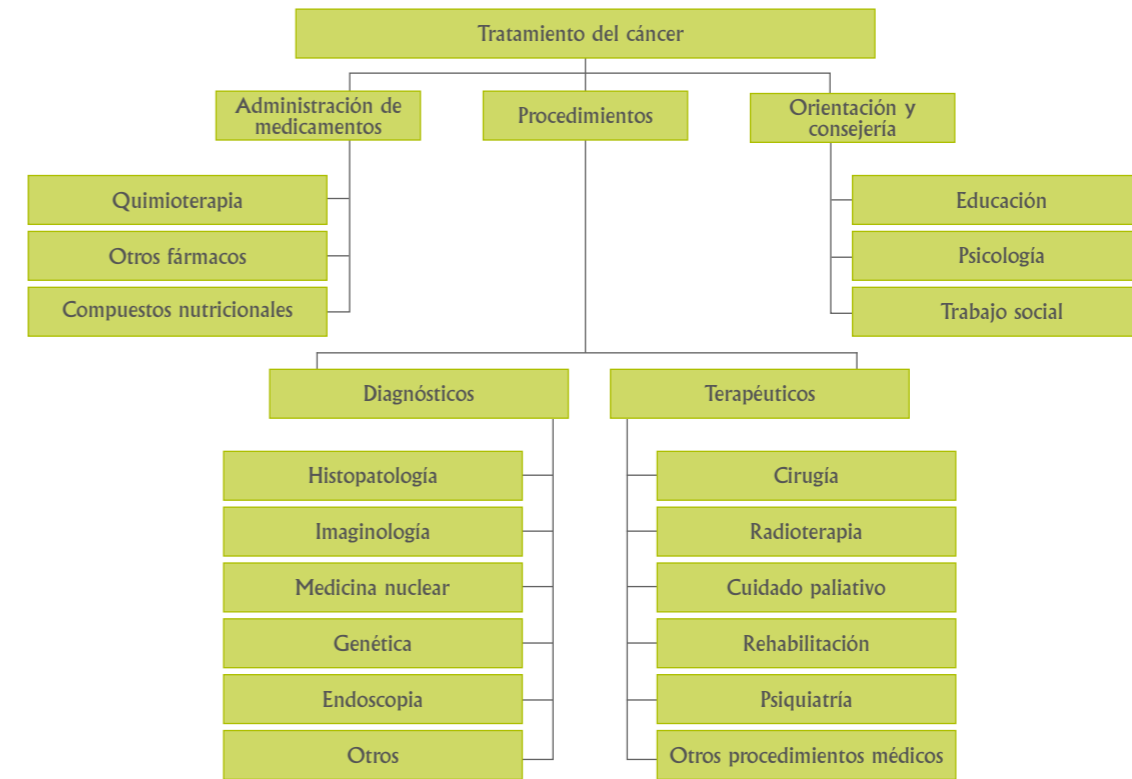 Tratamiento del cáncer
Administración de
medicamentos
Procedimientos
Orientación y
consejería
Quimioterapia
Otros fármacos
Compuestos nutricionales
Educación
Psicología
Trabajo social
Diagnósticos
Terapéuticos
Histopatología
Imaginología
Medicina nuclear
Genética
Endoscopia
Otros
Cirugía
Radioterapia
Cuidado paliativo
Rehabilitación
Psiquiatría
Otros procedimientos médicos